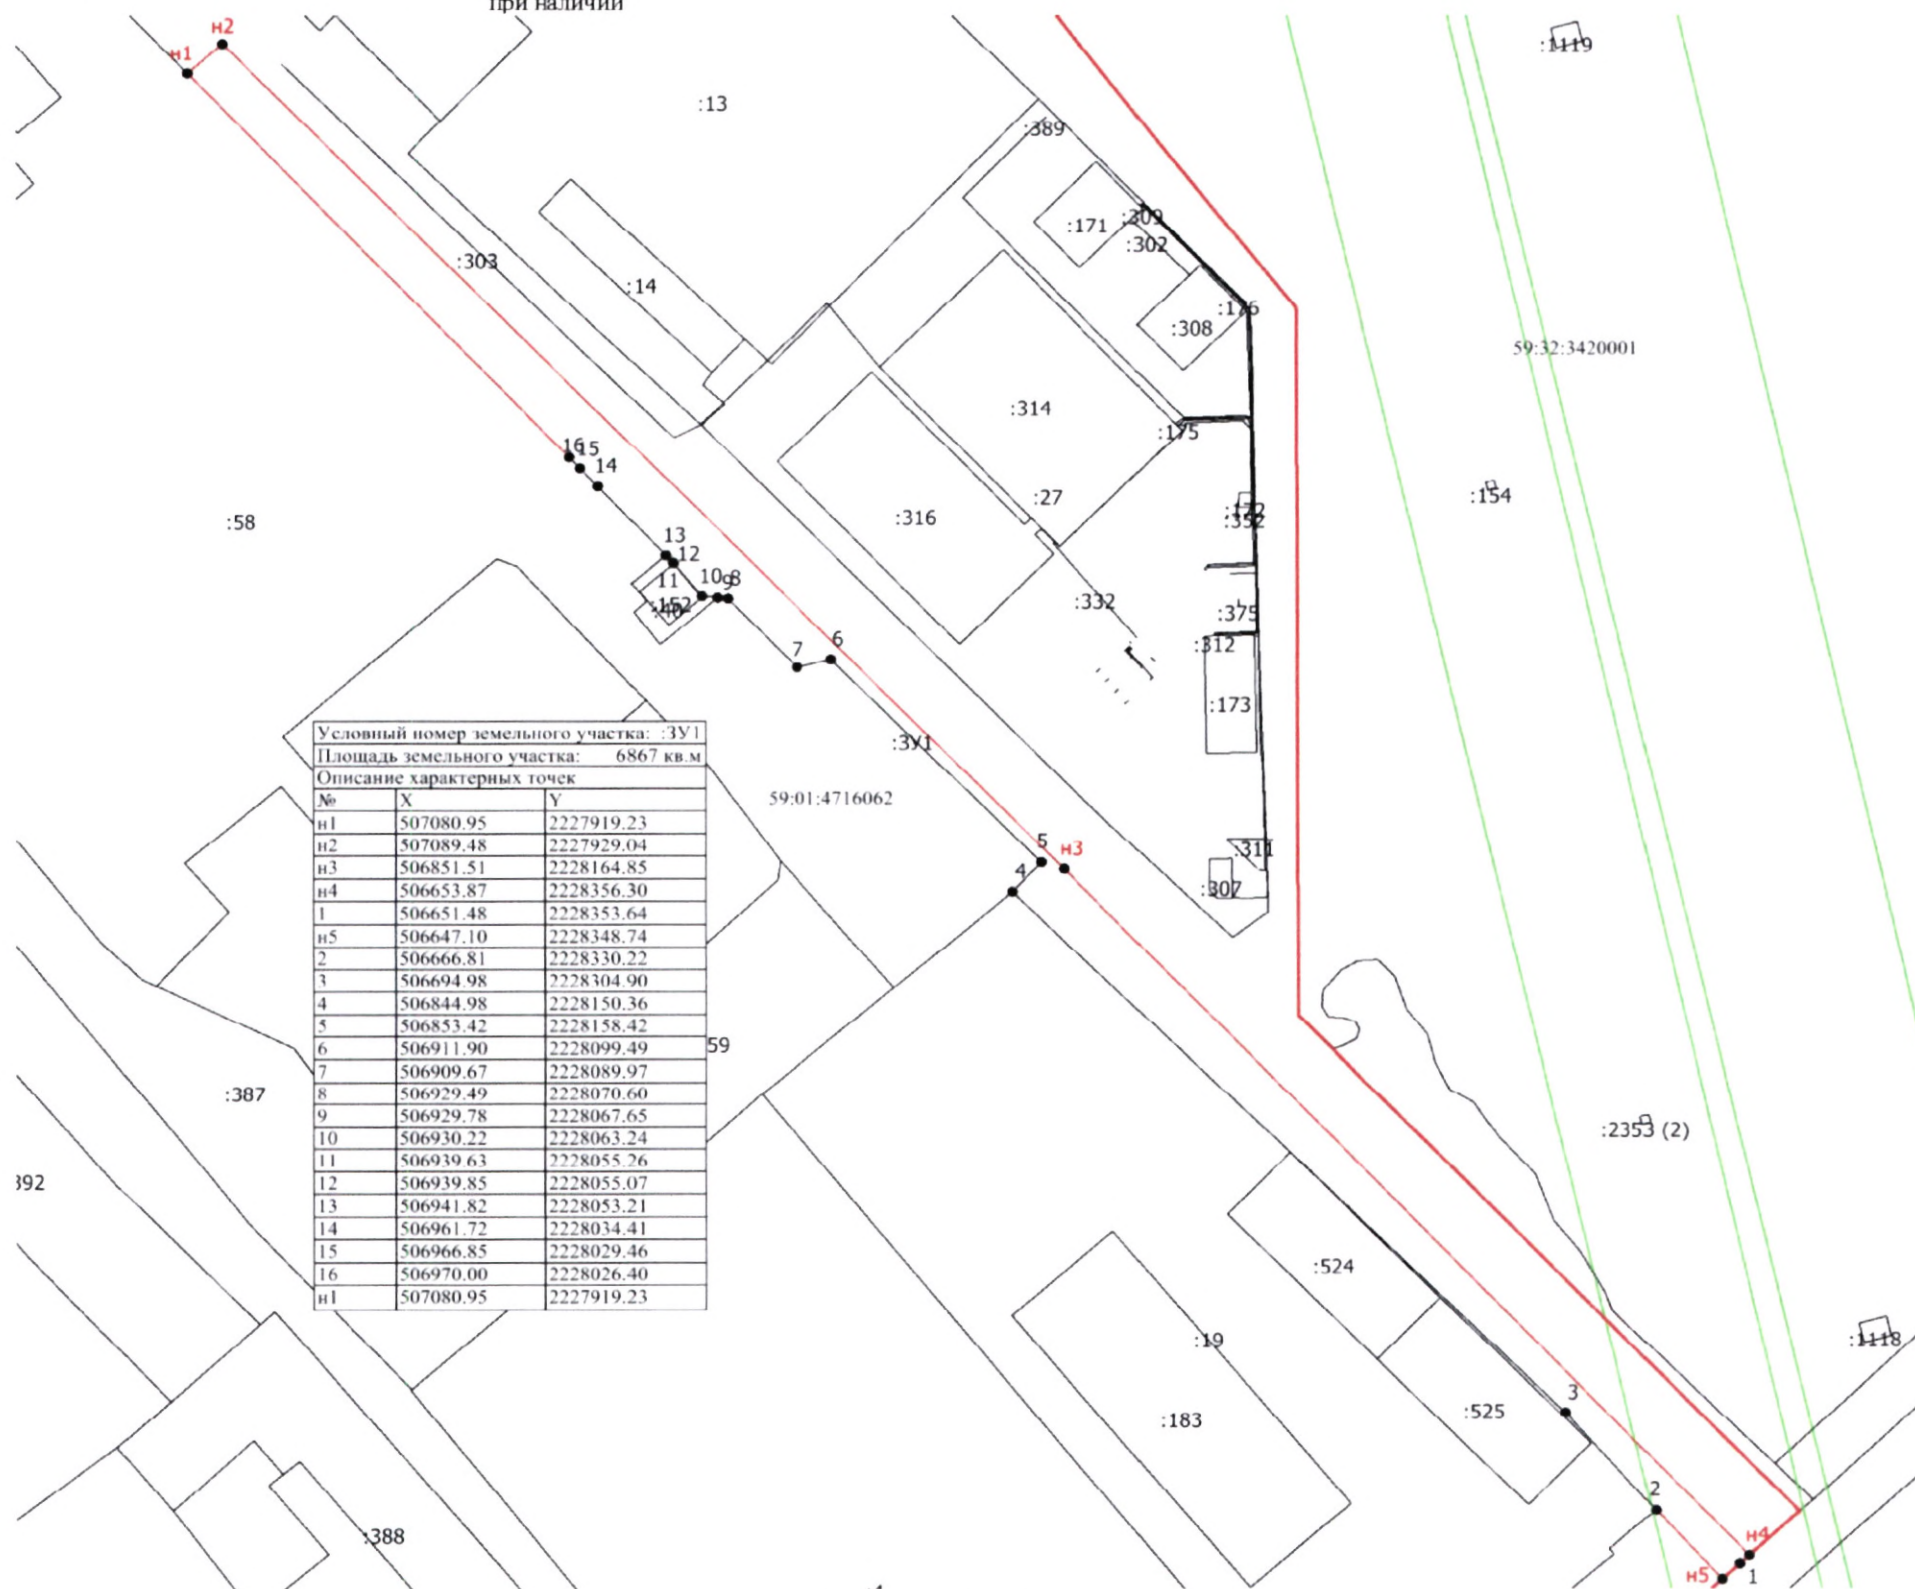 при наличии
н2
н1
:1119
:13
:389
:171
:309
:302
:303
:14
:176
:308
59:32:3420001
:314
:175
16
15
14
:154
:27
:58
:316
:172
:352
13
12
11
10
9
8
:152
:40
:332
:375
:312
7
6
:173
:ЗУ1
59:01:4716062
5
н3
4
:311
:307
Условный номер земельного участка: :ЗУ1
Площадь земельного участка: 6867 кв.м
Описание характерных точек
№ X Y
н1 507080.95 2227919.23
н2 507089.48 2227929.04
н3 506851.51 2228164.85
н4 506653.87 2228356.30
1 506651.48 2228353.64
н5 506647.10 2228348.74
2 506666.81 2228330.22
3 506694.98 2228304.90
4 506844.98 2228150.36
5 506853.42 2228158.42
6 506911.90 2228099.49
7 506909.67 2228089.97
8 506929.49 2228070.60
9 506929.78 2228067.65
10 506930.22 2228063.24
11 506939.63 2228055.26
12 506939.85 2228055.07
13 506941.82 2228053.21
14 506961.72 2228034.41
15 506966.85 2228029.46
16 506970.00 2228026.40
н1 507080.95 2227919.23
59
:387
:2353 (2)
392
:524
:19
:1118
:183
:525
3
2
:388
н4
н5
1